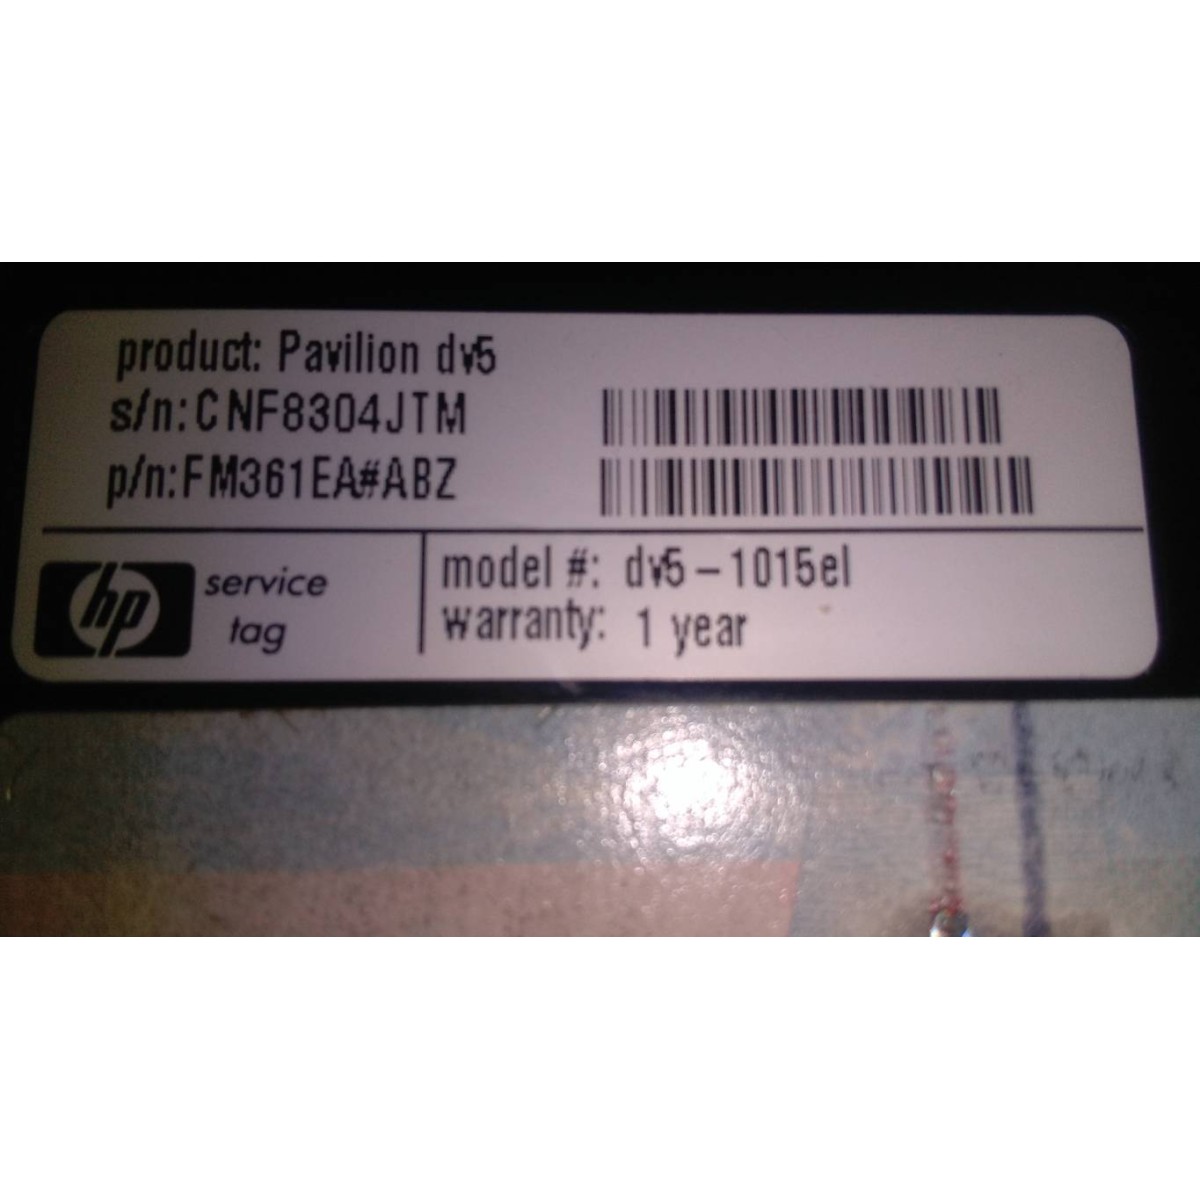 product: Pavilion dv5
s/n:CNF8304JTM
p/n:FM361EA#ABZ
hp service tag
model #: dv5-1015el
warranty: 1 year